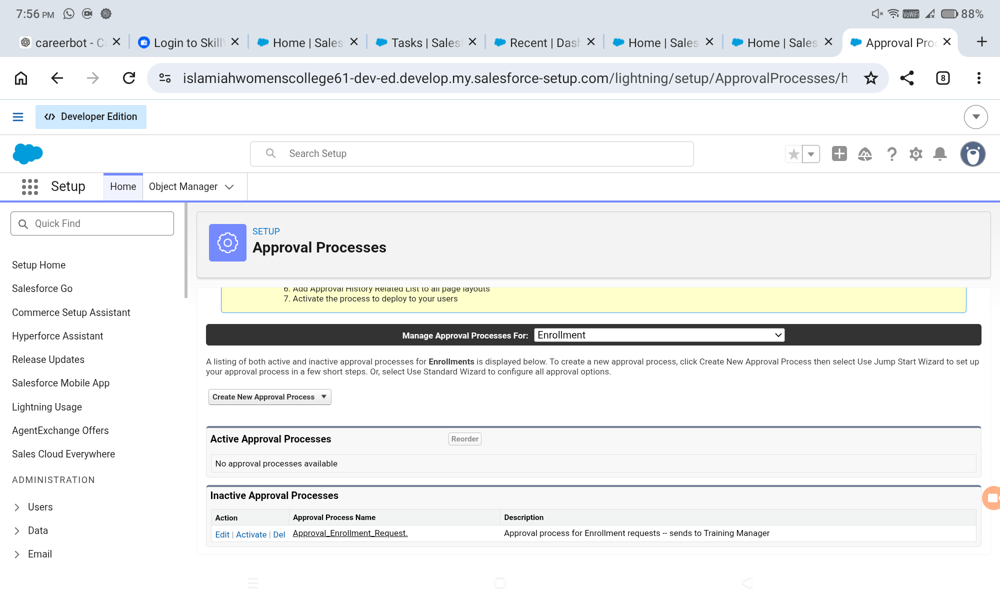 7:56 PM
VoWiFi
88%
careerbot - Ca
Login to Skill
Home | Sales
Tasks | Sales
Recent | Dash
Home | Sales
Home | Sales
Approval Proc
islamiahwomenscollege61-dev-ed.develop.my.salesforce-setup.com/lightning/setup/ApprovalProcesses/h
8
Developer Edition
Search Setup
Setup
Home
Object Manager
Quick Find
Setup Home
Salesforce Go
Commerce Setup Assistant
Hyperforce Assistant
Release Updates
Salesforce Mobile App
Lightning Usage
AgentExchange Offers
Sales Cloud Everywhere
ADMINISTRATION
Users
Data
Email
SETUP
Approval Processes
6. Add Approval History Related List to all page layouts
7. Activate the process to deploy to your users
Manage Approval Processes For: Enrollment
A listing of both active and inactive approval processes for Enrollments is displayed below. To create a new approval process, click Create New Approval Process then select Use Jump Start Wizard to set up
your approval process in a few short steps. Or, select Use Standard Wizard to configure all approval options.
Create New Approval Process
Active Approval Processes
Reorder
No approval processes available
Inactive Approval Processes
Action Approval Process Name Description
Edit | Activate | Del Approval_Enrollment_Request. Approval process for Enrollment requests -- sends to Training Manager